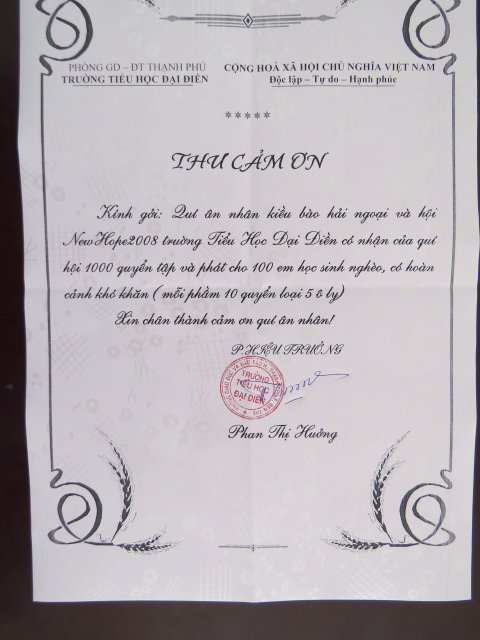 PHÒNG GD – ĐT THẠNH PHÚ
TRƯỜNG TIỂU HỌC ĐẠI ĐIỀN
CỘNG HOÀ XÃ HỘI CHỦ NGHĨA VIỆT NAM
Độc lập – Tự do – Hạnh phúc
*****
THƯ CẢM ƠN
Kính gởi: Quí ân nhân kiều bào hải ngoại và hội
NewHope2008 trường Tiểu Học Đại Điền có nhận của quí
hội 1000 quyển tập và phát cho 100 em học sinh nghèo, có hoàn
cảnh khó khăn ( mỗi phầm 10 quyển loại 5 ô ly)
Xin chân thành cảm ơn quí ân nhân!
P.HIỆU TRƯỞNG
TRƯỜNG
TIỂU HỌC
ĐẠI ĐIỀN
Phan Thị Hưởng